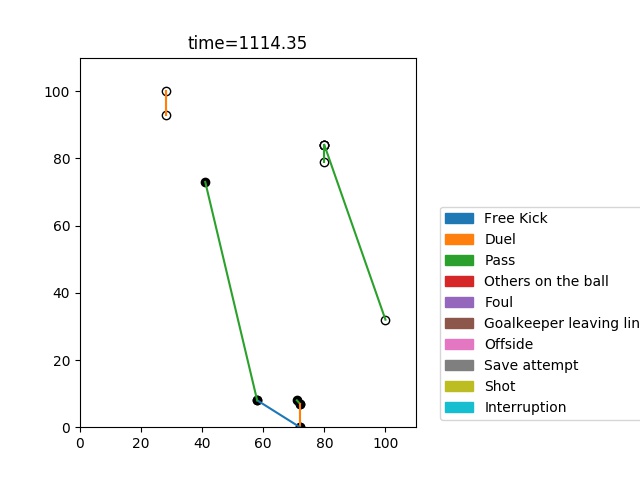 time=1114.35
100
80
60
40
20
0
0 20 40 60 80 100
Free Kick
Duel
Pass
Others on the ball
Foul
Goalkeeper leaving lin
Offside
Save attempt
Shot
Interruption